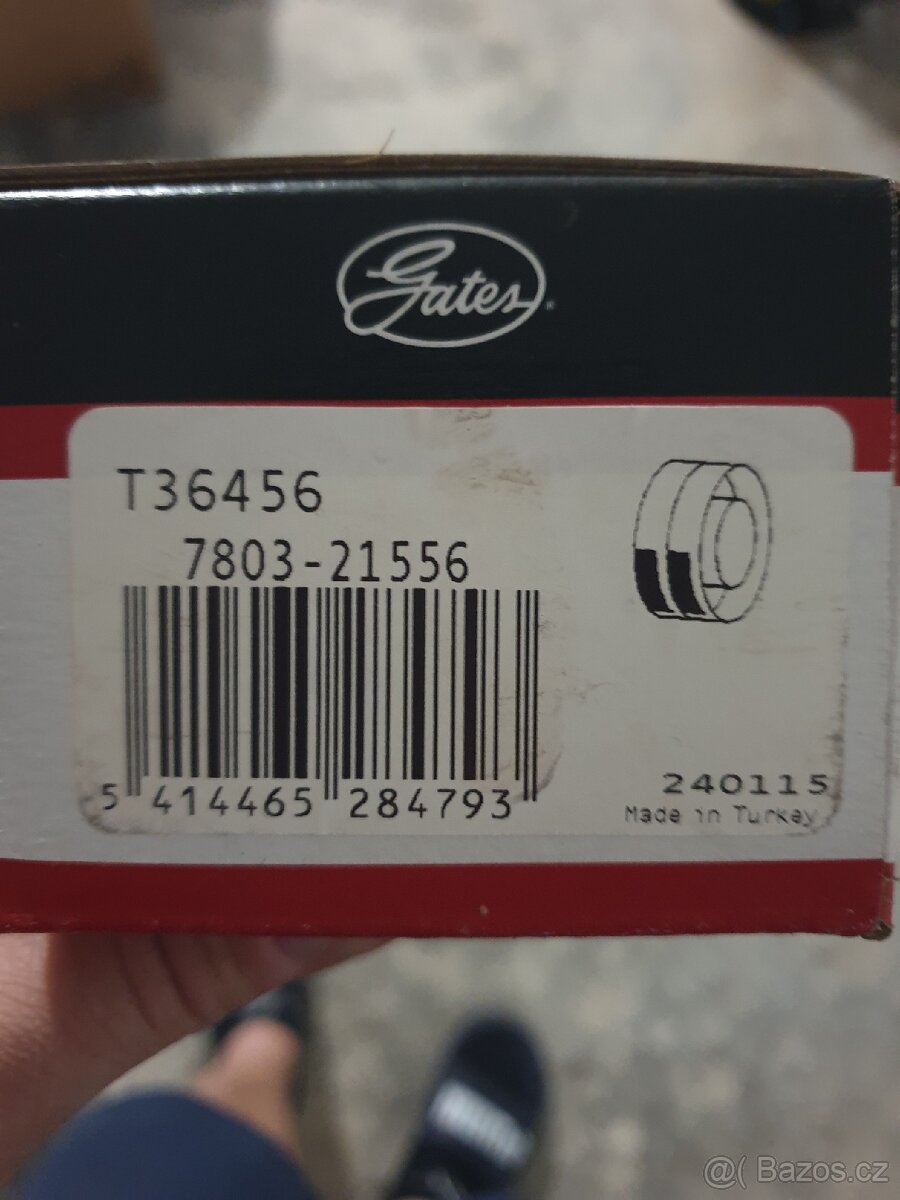 Gates
T36456
7803-21556
5 414465 284793
240115
Made in Turkey
@( Bazos.cz